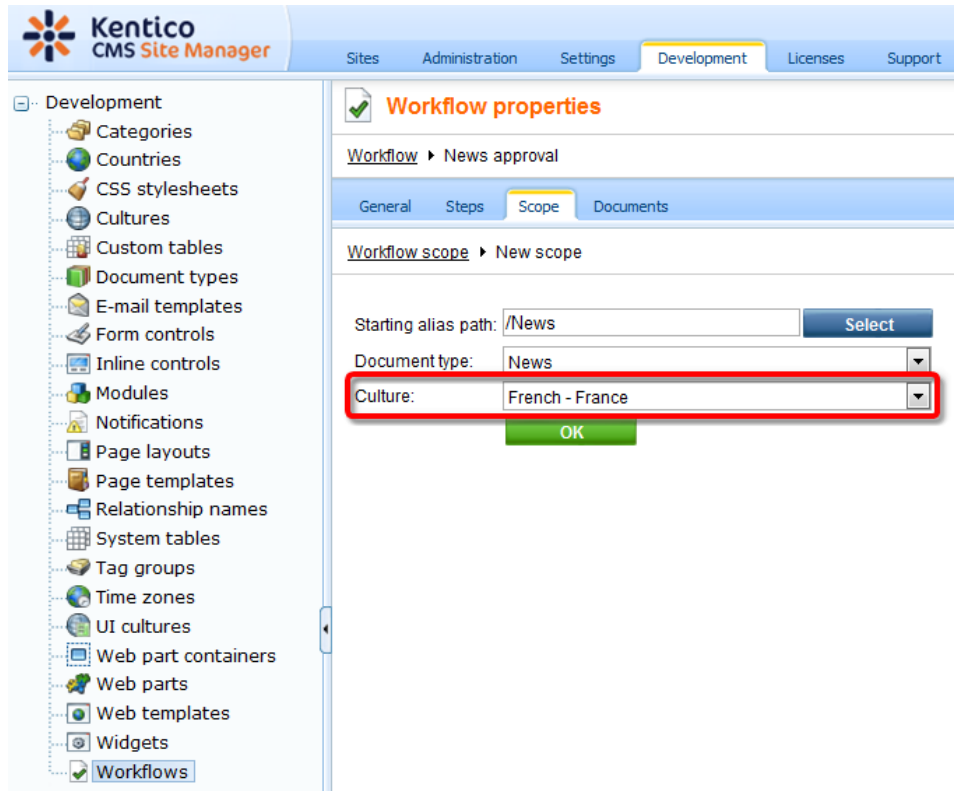 Kentico
CMS Site Manager
Sites Administration Settings Development Licenses Support
Development
Categories
Countries
CSS stylesheets
Cultures
Custom tables
Document types
E-mail templates
Form controls
Inline controls
Modules
Notifications
Page layouts
Page templates
Relationship names
System tables
Tag groups
Time zones
UI cultures
Web part containers
Web parts
Web templates
Widgets
Workflows
Workflow properties
Workflow News approval
General Steps Scope Documents
Workflow scope New scope
Starting alias path: /News Select
Document type: News
Culture: French - France
OK